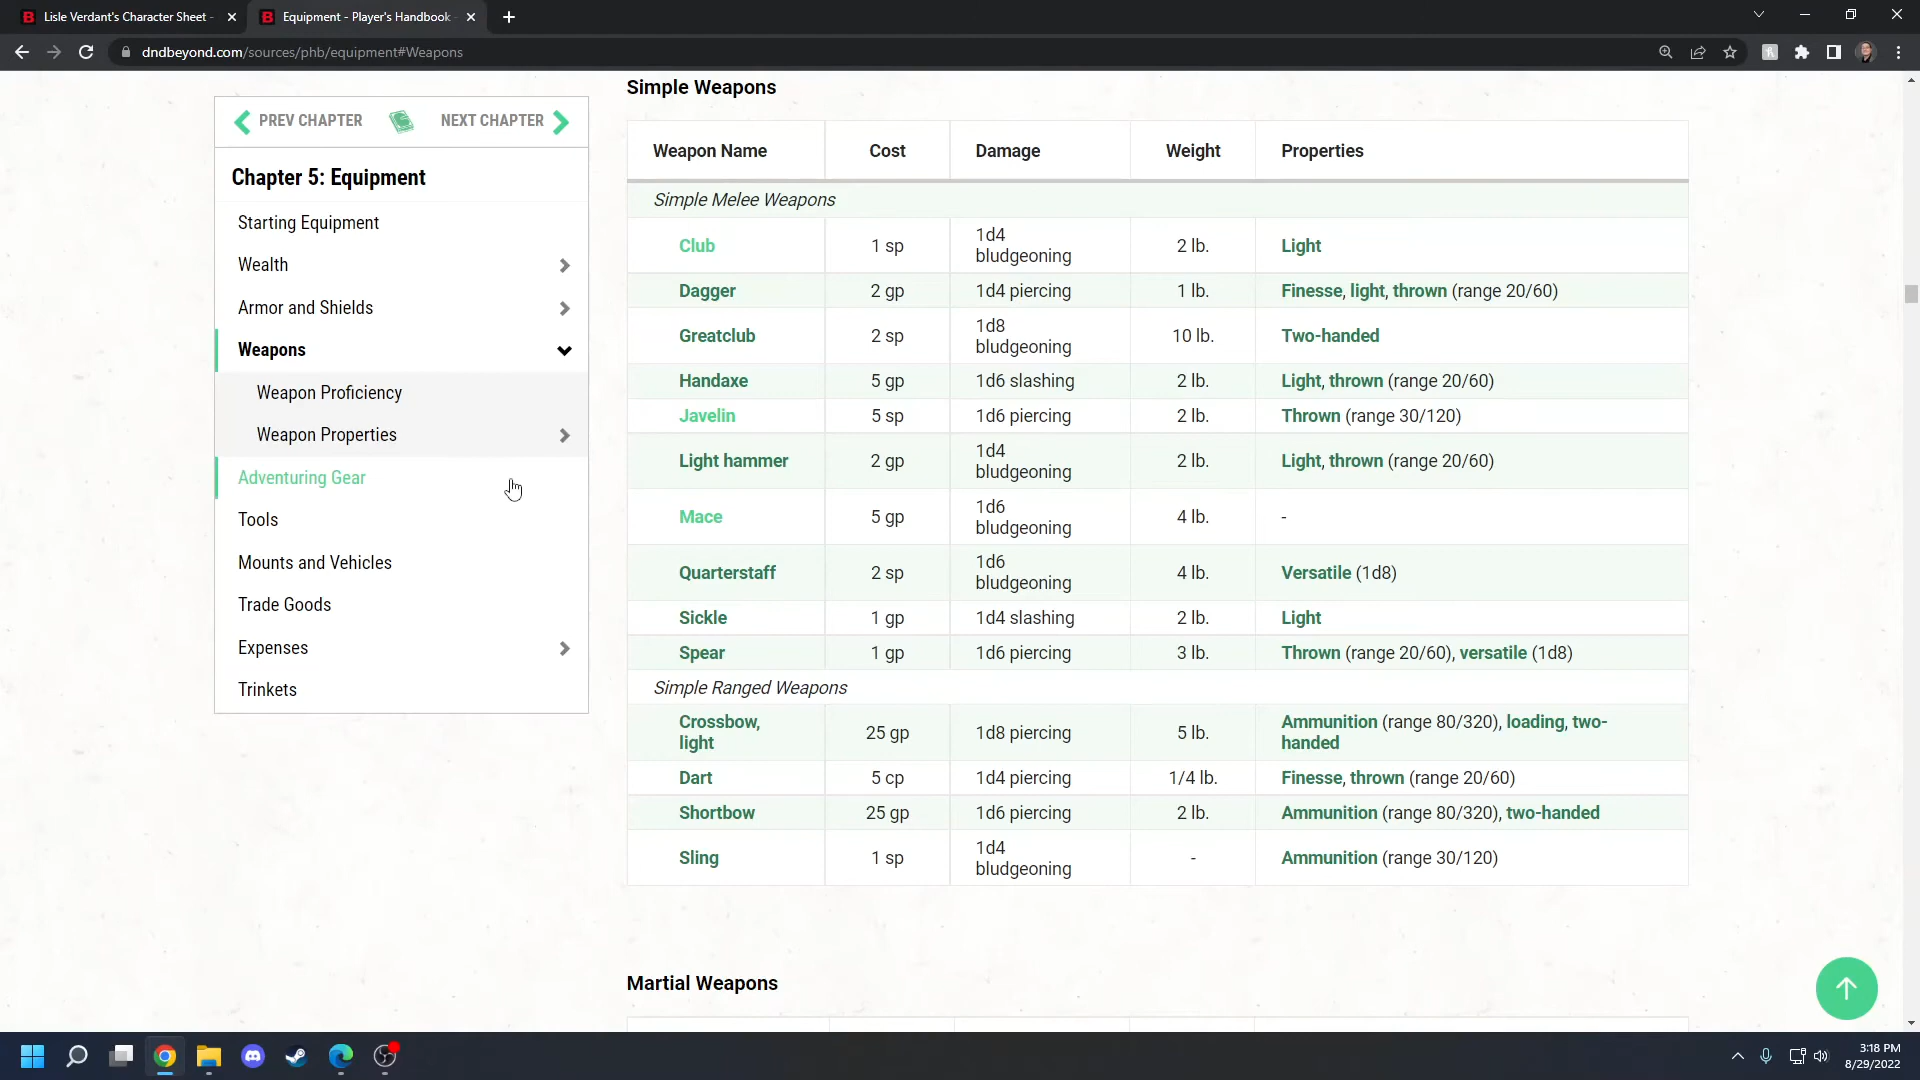 Lisle Verdant's Character Sheet -
Equipment - Player's Handbook -
dndbeyond.com/sources/phb/equipment#Weapons
PREV CHAPTER
NEXT CHAPTER
Chapter 5: Equipment
Starting Equipment
Wealth
Armor and Shields
Weapons
Weapon Proficiency
Weapon Properties
Adventuring Gear
Tools
Mounts and Vehicles
Trade Goods
Expenses
Trinkets
Simple Weapons
Weapon Name Cost Damage Weight Properties
Simple Melee Weapons
Club 1 sp 1d4 bludgeoning 2 lb. Light
Dagger 2 gp 1d4 piercing 1 lb. Finesse, light, thrown (range 20/60)
Greatclub 2 sp 1d8 bludgeoning 10 lb. Two-handed
Handaxe 5 gp 1d6 slashing 2 lb. Light, thrown (range 20/60)
Javelin 5 sp 1d6 piercing 2 lb. Thrown (range 30/120)
Light hammer 2 gp 1d4 bludgeoning 2 lb. Light, thrown (range 20/60)
Mace 5 gp 1d6 bludgeoning 4 lb. -
Quarterstaff 2 sp 1d6 bludgeoning 4 lb. Versatile (1d8)
Sickle 1 gp 1d4 slashing 2 lb. Light
Spear 1 gp 1d6 piercing 3 lb. Thrown (range 20/60), versatile (1d8)
Simple Ranged Weapons
Crossbow, light 25 gp 1d8 piercing 5 lb. Ammunition (range 80/320), loading, two-handed
Dart 5 cp 1d4 piercing 1/4 lb. Finesse, thrown (range 20/60)
Shortbow 25 gp 1d6 piercing 2 lb. Ammunition (range 80/320), two-handed
Sling 1 sp 1d4 bludgeoning - Ammunition (range 30/120)
Martial Weapons
3:18 PM
8/29/2022